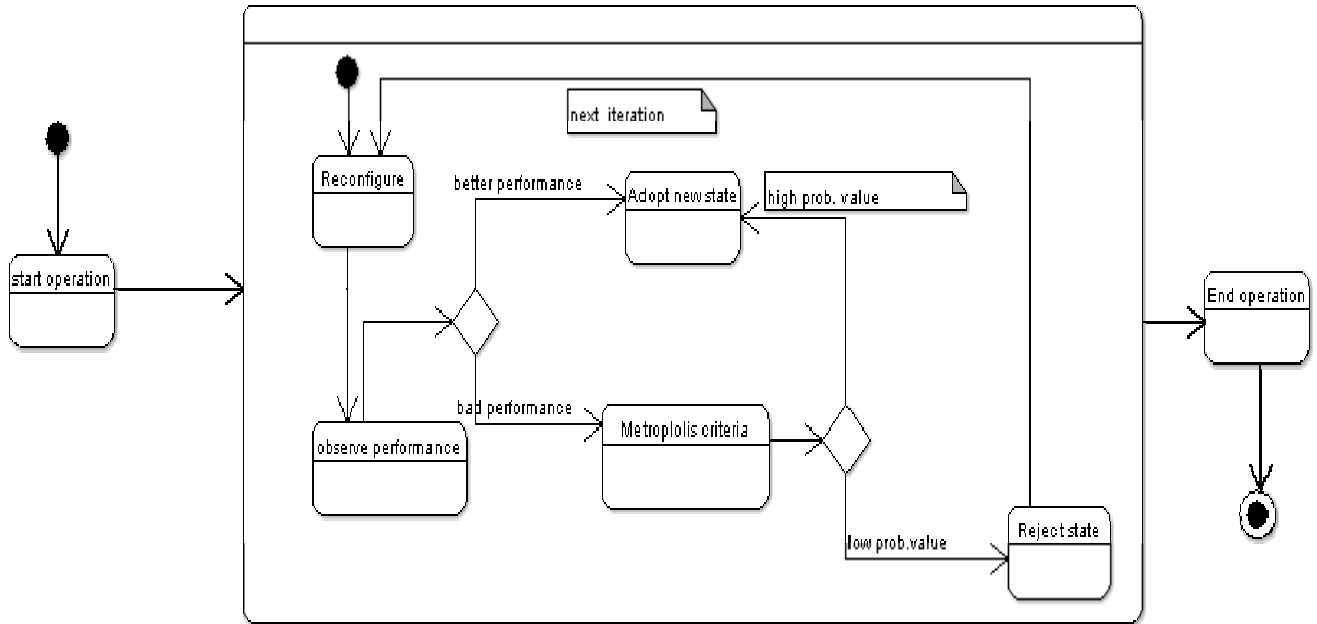 next iteration
Reconfigure
better performance
Adopt new state
high prob. value
start operation
End operation
bad performance
Metroplolis criteria
observe performance
Reject state
low prob.value